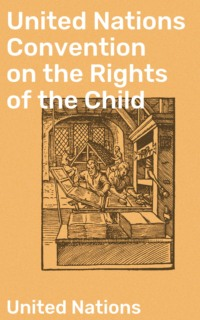 United Nations
Convention
on the Rights
of the Child
United Nations